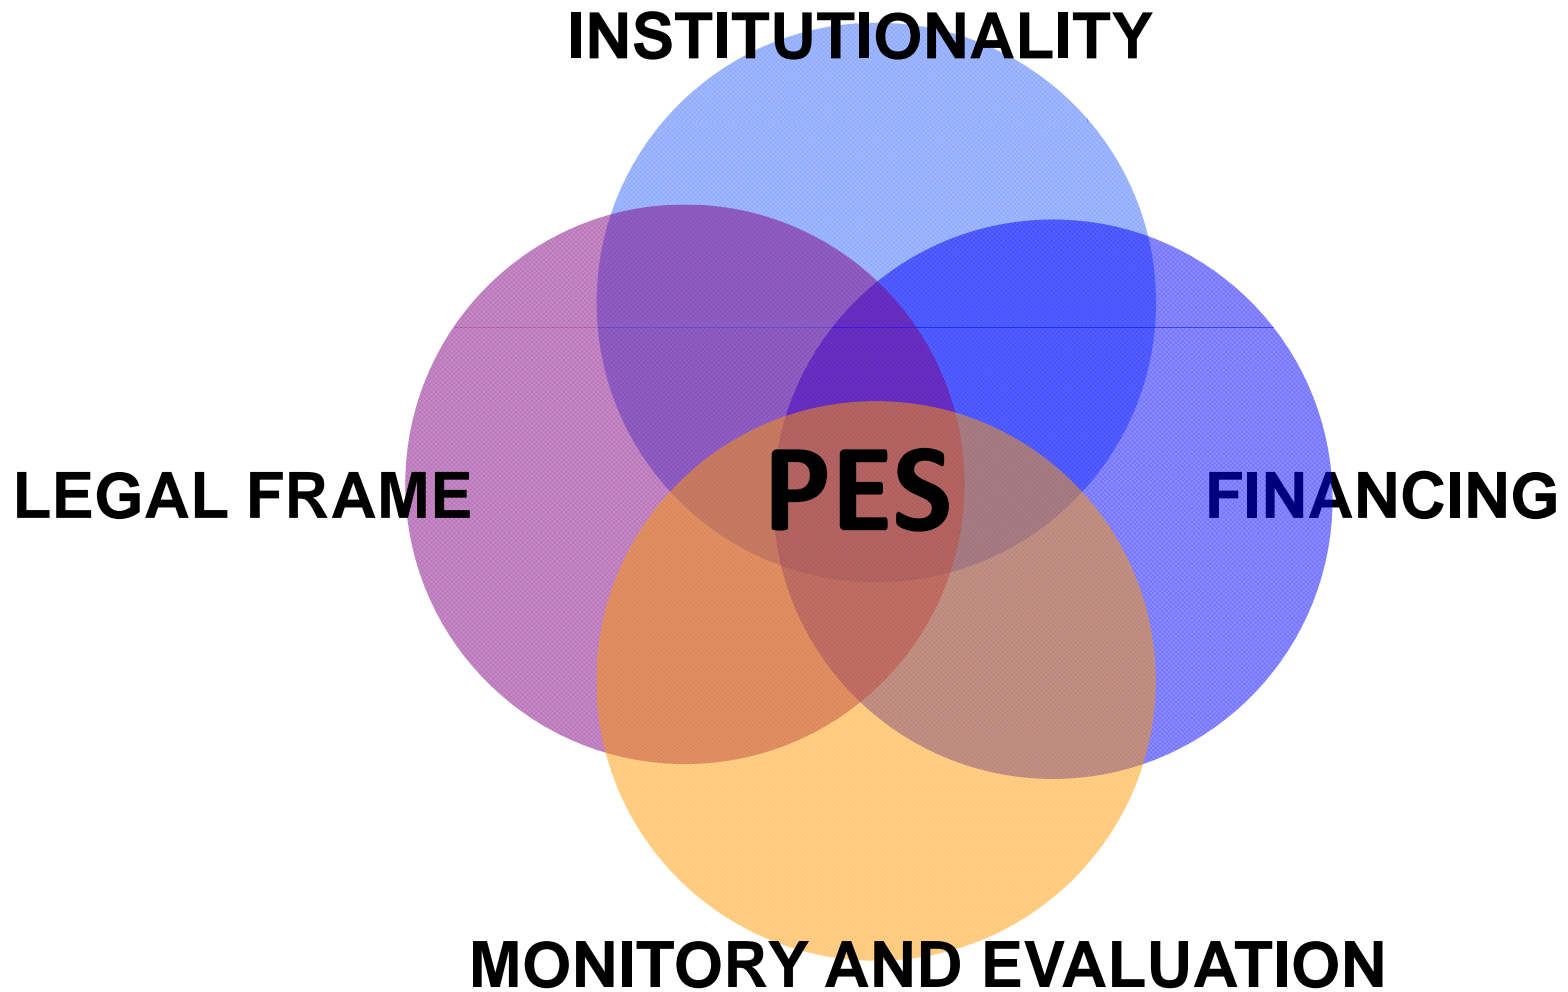 INSTITUTIONALITY
LEGAL FRAME
PES
FINANCING
MONITORY AND EVALUATION